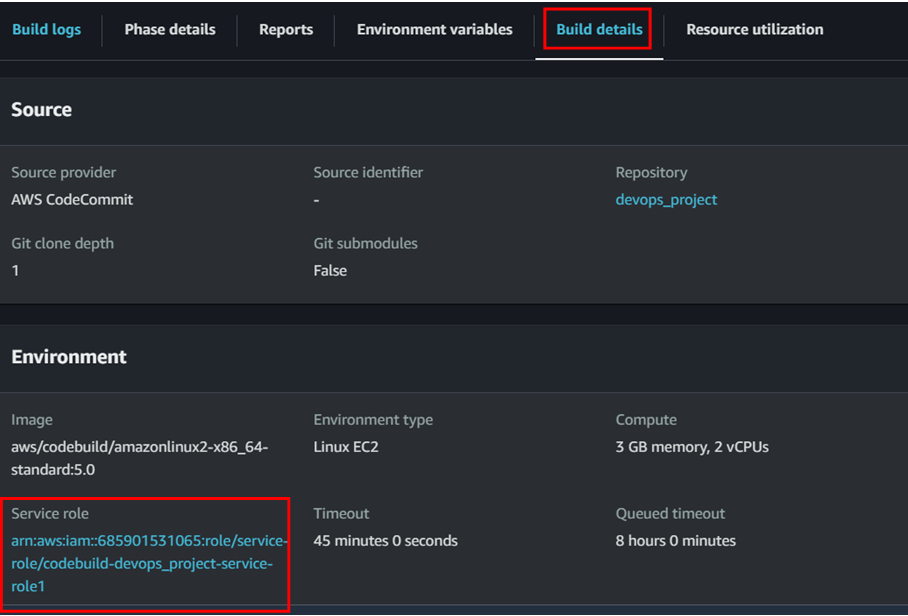 Build logs
Phase details
Reports
Environment variables
Build details
Resource utilization
Source
Source provider
AWS CodeCommit
Source identifier
-
Repository
devops_project
Git clone depth
1
Git submodules
False
Environment
Image
aws/codebuild/amazonlinux2-x86_64-
standard:5.0
Environment type
Linux EC2
Compute
3 GB memory, 2 vCPUs
Service role
arn:aws:iam::685901531065:role/service-
role/codebuild-devops_project-service-
role1
Timeout
45 minutes 0 seconds
Queued timeout
8 hours 0 minutes